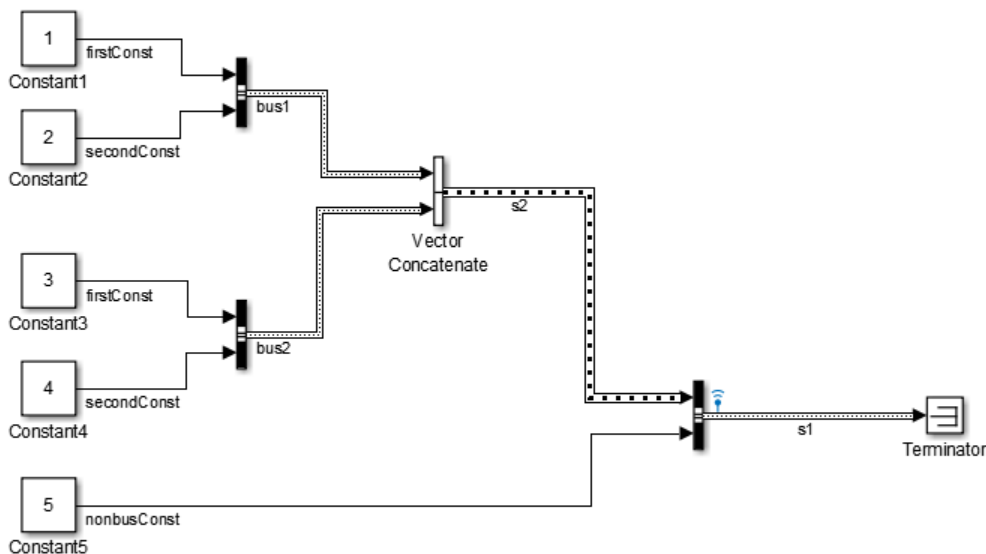 1
firstConst
Constant1
bus1
2
secondConst
Constant2
s2
Vector
Concatenate
3
firstConst
Constant3
bus2
4
secondConst
Constant4
s1
Terminator
5
nonbusConst
Constant5